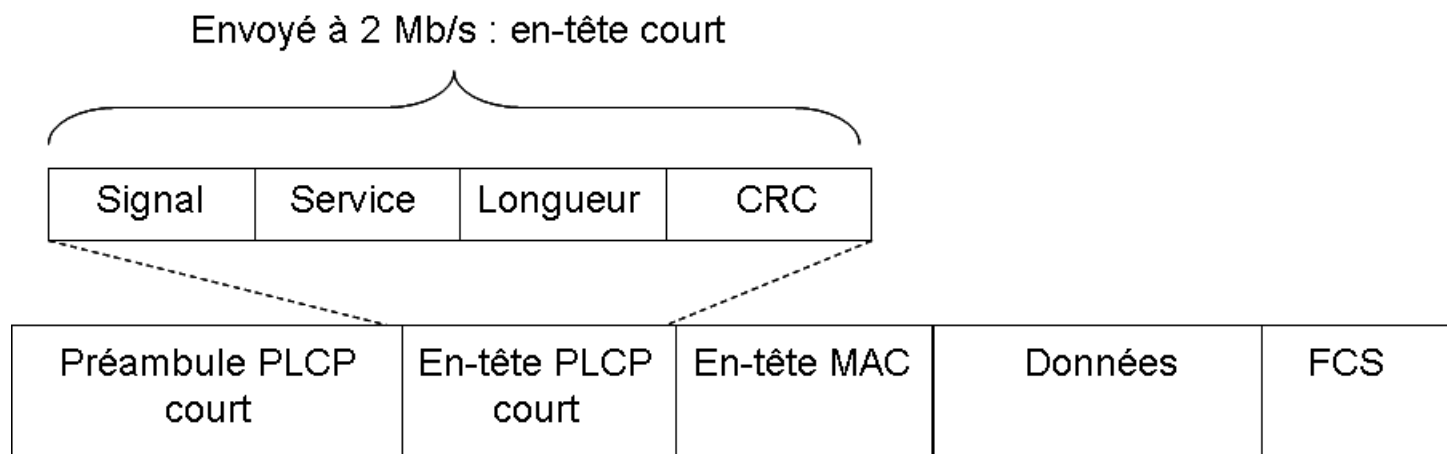 Envoyé à 2 Mb/s : en-tête court
Signal Service Longueur CRC
Préambule PLCP court
En-tête PLCP court
En-tête MAC
Données
FCS